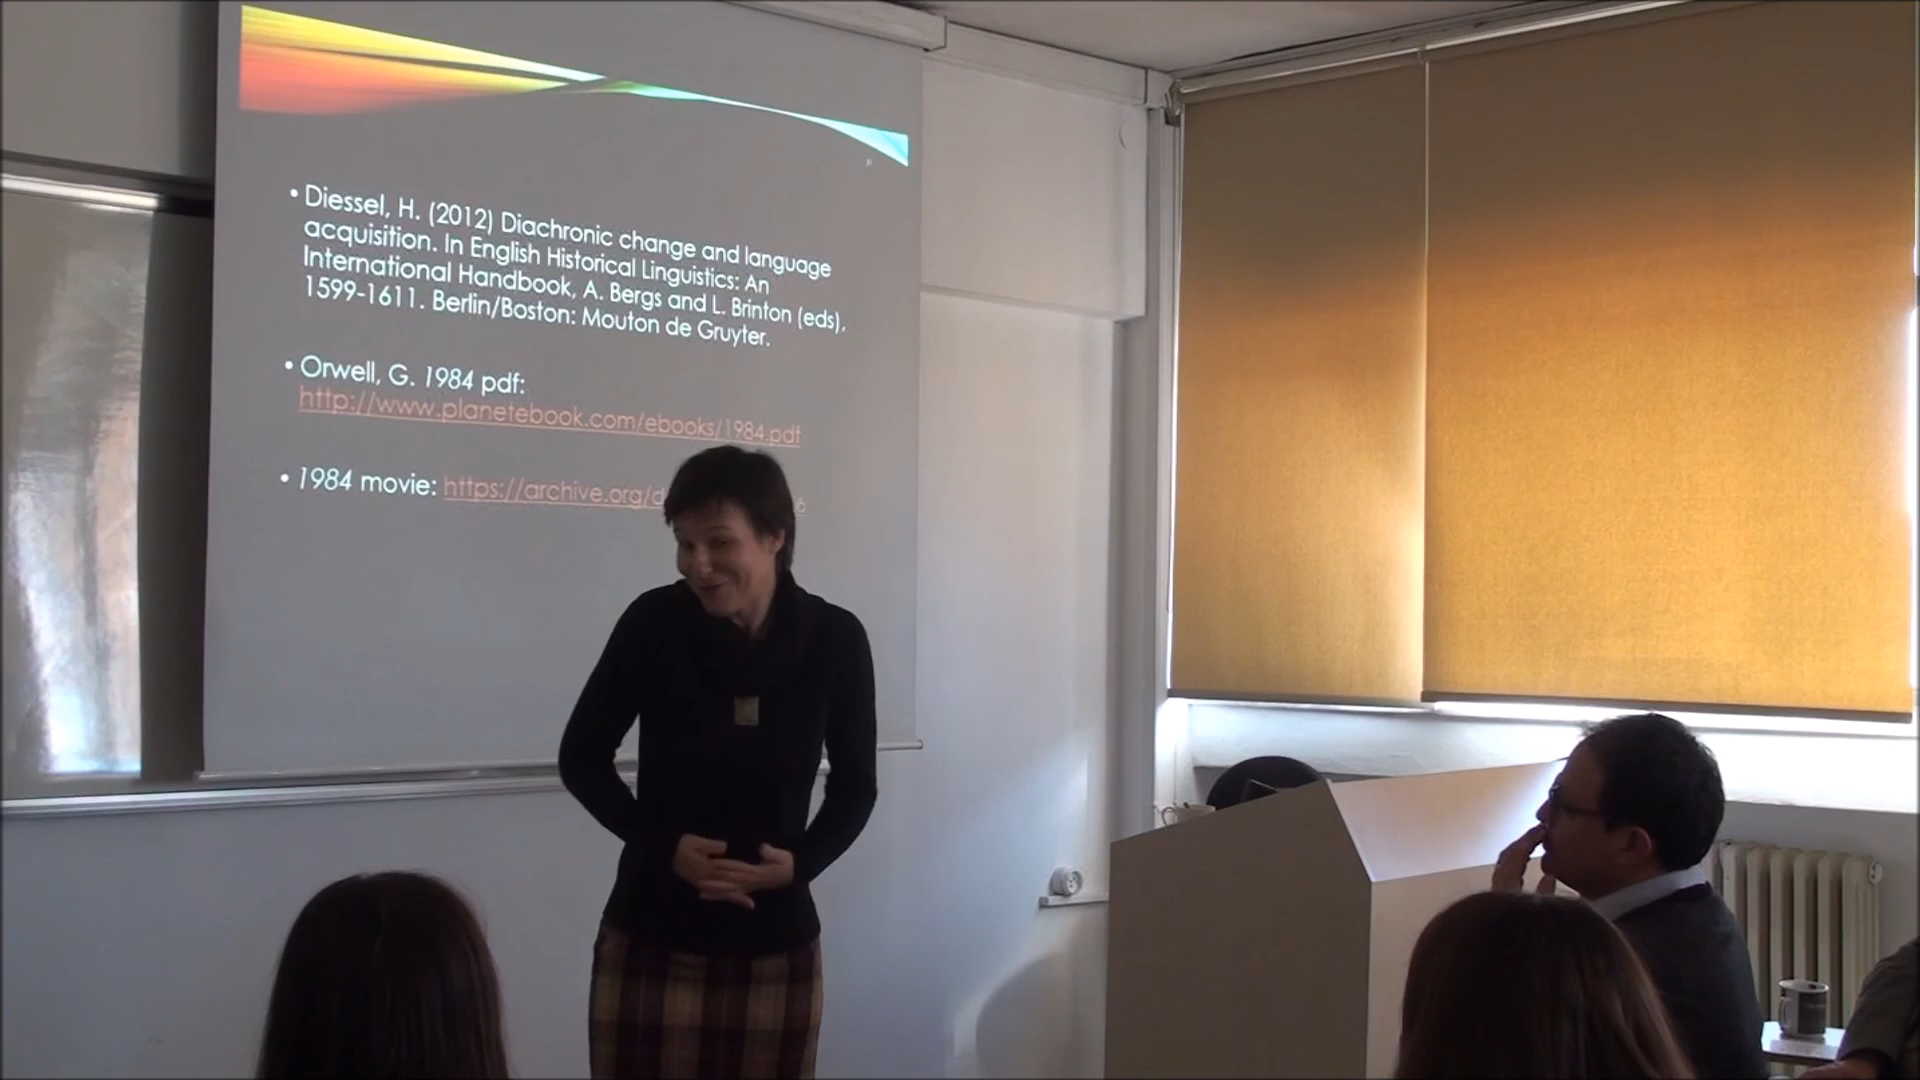 • Diessel, H. (2012) Diachronic change and language
acquisition. In English Historical Linguistics: An
International Handbook, A. Bergs and L. Brinton (eds),
1599-1611. Berlin/Boston: Mouton de Gruyter.
• Orwell, G. 1984 pdf:
http://www.planetebook.com/ebooks/1984.pdf
• 1984 movie: https://archive.org/d